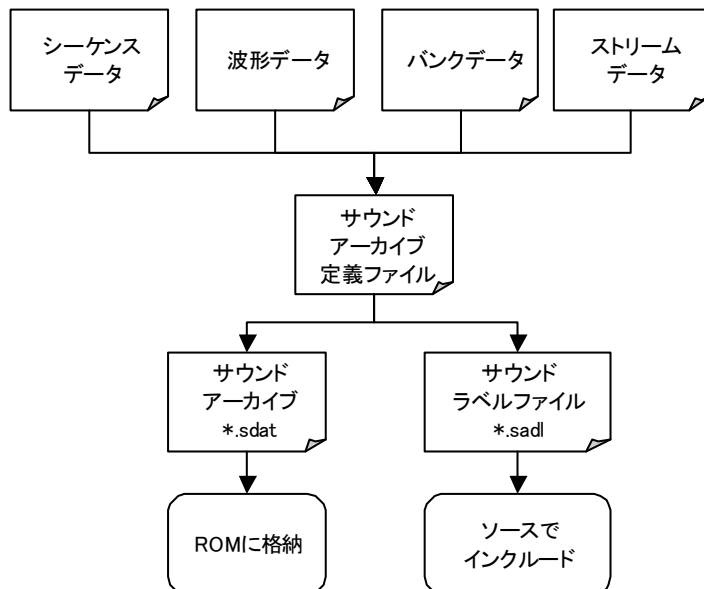 シーケンス
データ
波形データ
バンクデータ
ストリーム
データ
サウンド
アーカイブ
定義ファイル
サウンド
アーカイブ
*.sdat
サウンド
ラベルファイル
*.sadl
ROMに格納
ソースで
インクルード